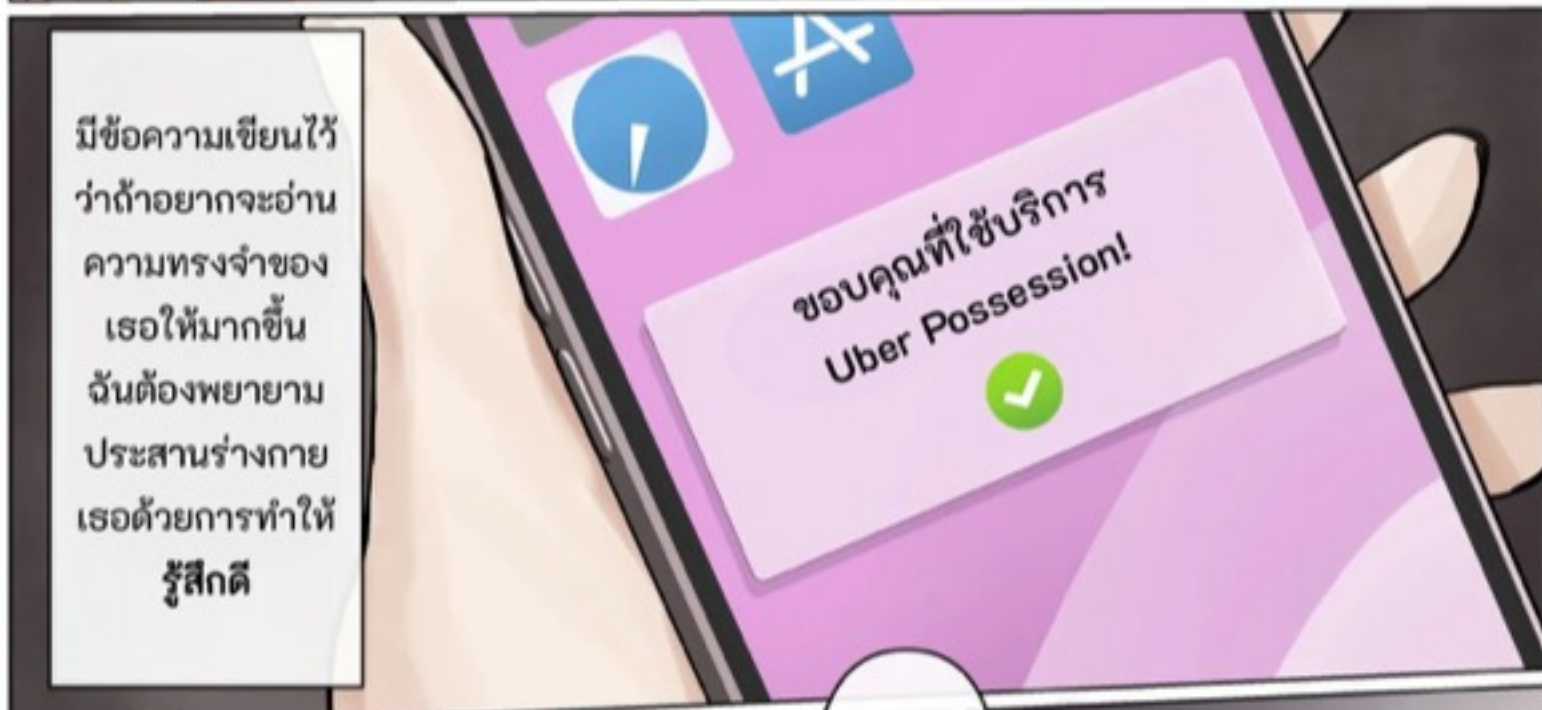 มีข้อความเขียนไว้
ว่าถ้าอยากจะอ่าน
ความทรงจำของ
เธอให้มากขึ้น
ฉันต้องพยายาม
ประสานร่างกาย
เธอด้วยการทำให้
รู้สึกดี
ขอบคุณที่ใช้บริการ
Uber Possession!